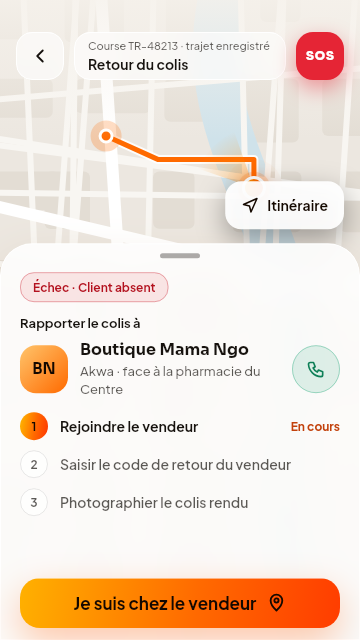 Course TR-48213 · trajet enregistré
Retour du colis
SOS
Itinéraire
Échec · Client absent
Rapporter le colis à
BN
Boutique Mama Ngo
Akwa · face à la pharmacie du
Centre
1 Rejoindre le vendeur En cours
2 Saisir le code de retour du vendeur
3 Photographier le colis rendu
Je suis chez le vendeur